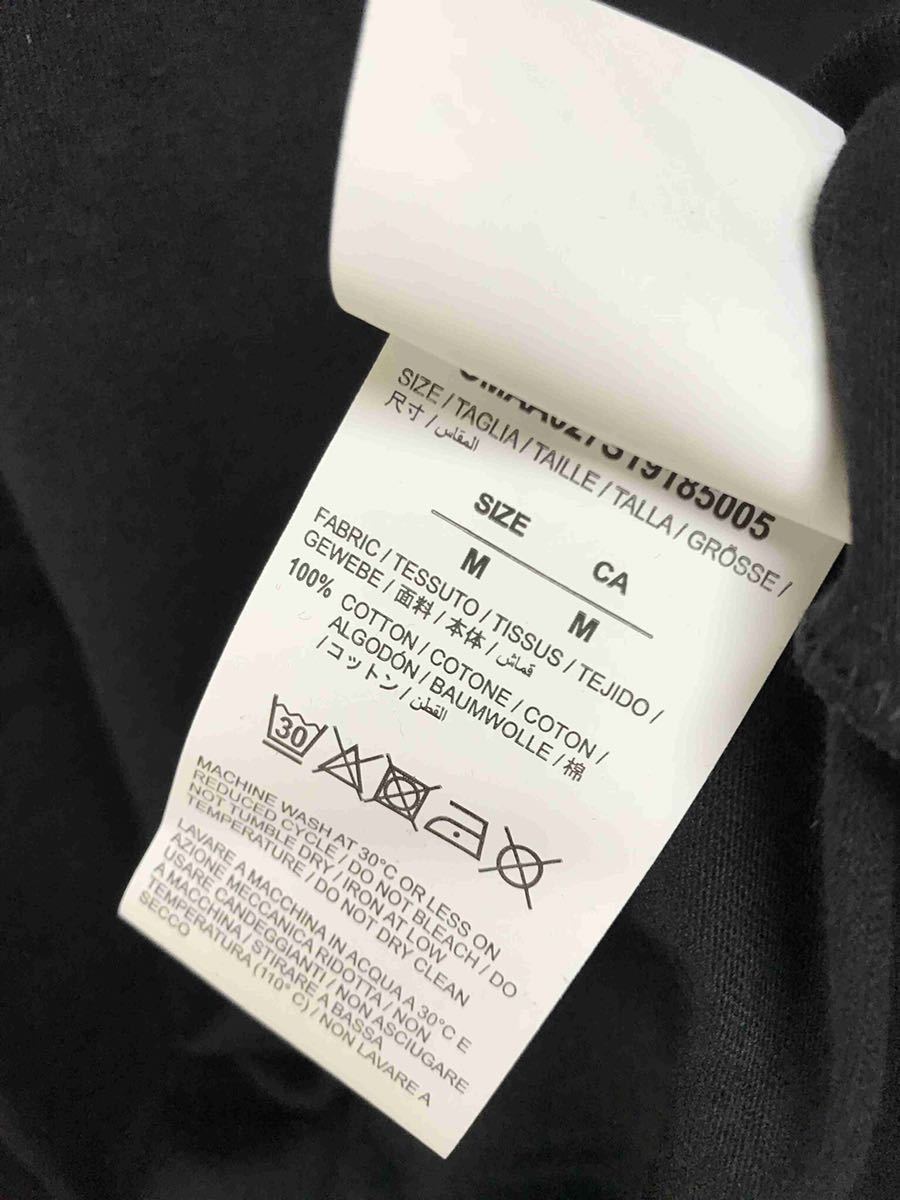 19185005
SIZE / TAGLIA / TAILLE / TALLA / GRÖSSE /
尺寸 / المقاس
SIZE CA
M M
FABRIC / TESSUTO / TISSUS / TEJIDO /
GEWEBE / 面料 / 本体 / قماش
100% COTTON / COTONE / COTON /
ALGODÓN / BAUMWOLLE / 棉
/ コットン / القطن
30
MACHINE WASH AT 30°C OR LESS ON
REDUCED CYCLE / DO NOT BLEACH / DO
NOT TUMBLE DRY / IRON AT LOW
TEMPERATURE / DO NOT DRY CLEAN
LAVARE A MACCHINA IN ACQUA A 30°C E
AZIONE MECCANICA RIDOTTA / NON
USARE CANDEGGIANTI / NON ASCIUGARE
A MACCHINA / STIRARE A BASSA
TEMPERATURA (110° C) / NON LAVARE A
SECCO